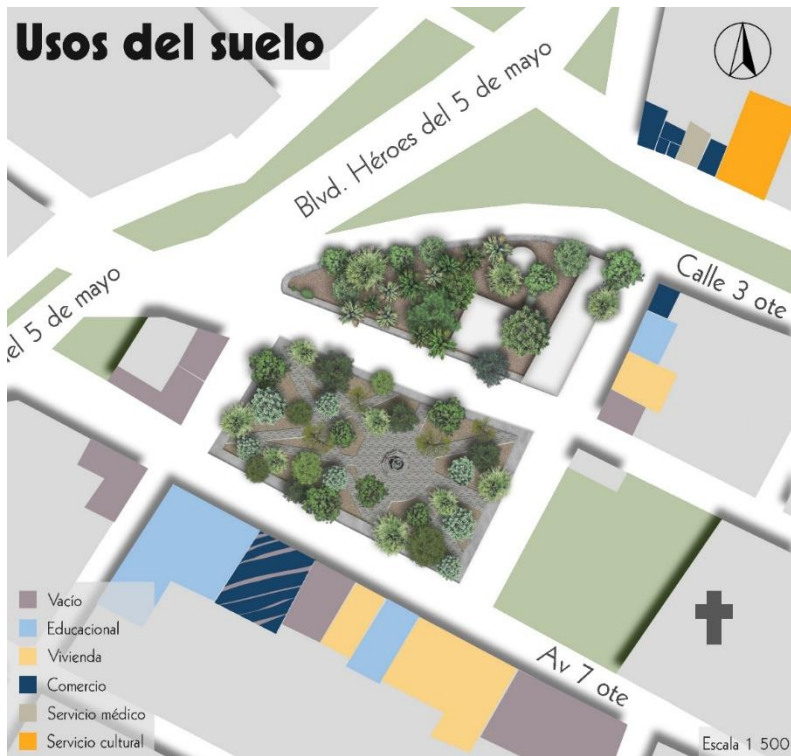 Usos del suelo
Blvd. Héroes del 5 de mayo
Calle 3 ote
del 5 de mayo
Av 7 ote
Vacío
Educacional
Vivienda
Comercio
Servicio médico
Servicio cultural
Escala 1 500